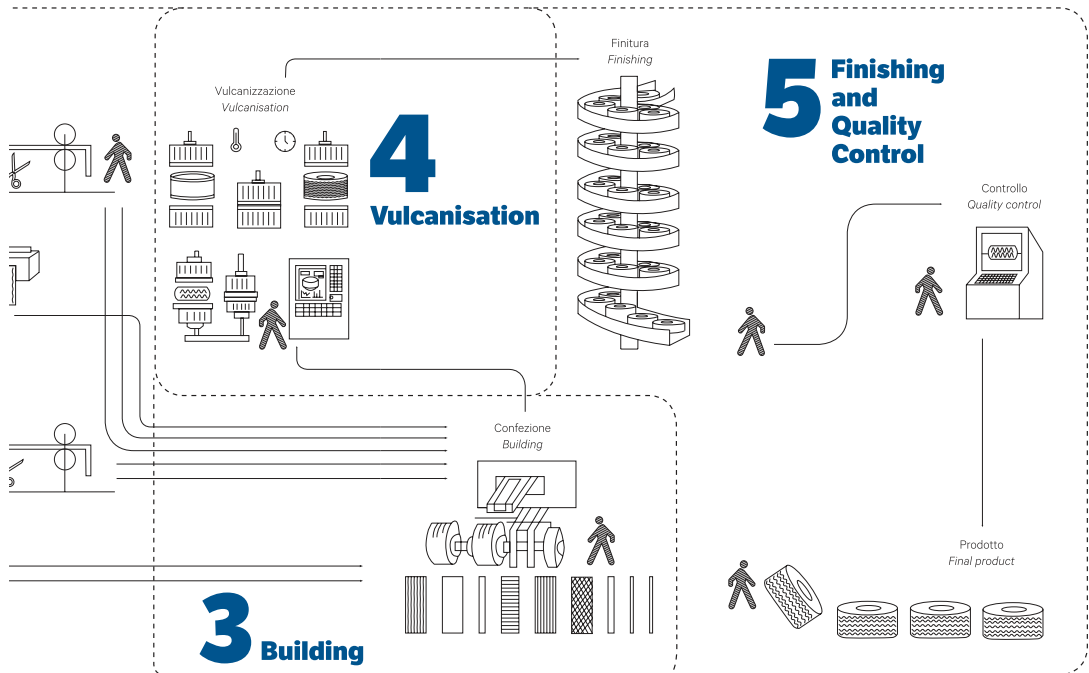 Finitura
Finishing
5
Finishing
and
Quality
Control
Vulcanizzazione
Vulcanisation
4
Vulcanisation
Controllo
Quality control
Confezione
Building
Prodotto
Final product
3
Building